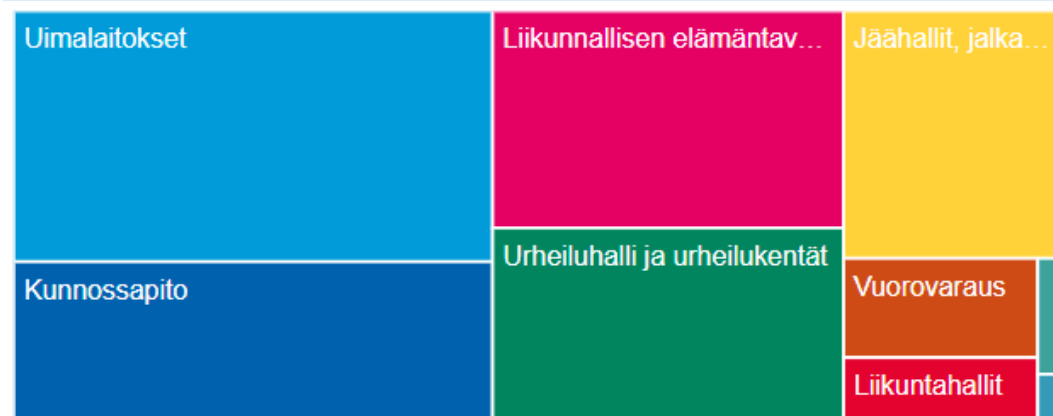 Uimalaitokset
Liikunnallisen elämäntav...
Jäähallit, jalka...
Urheiluhalli ja urheilukentät
Kunnossapito
Vuorovaraus
Liikuntahallit